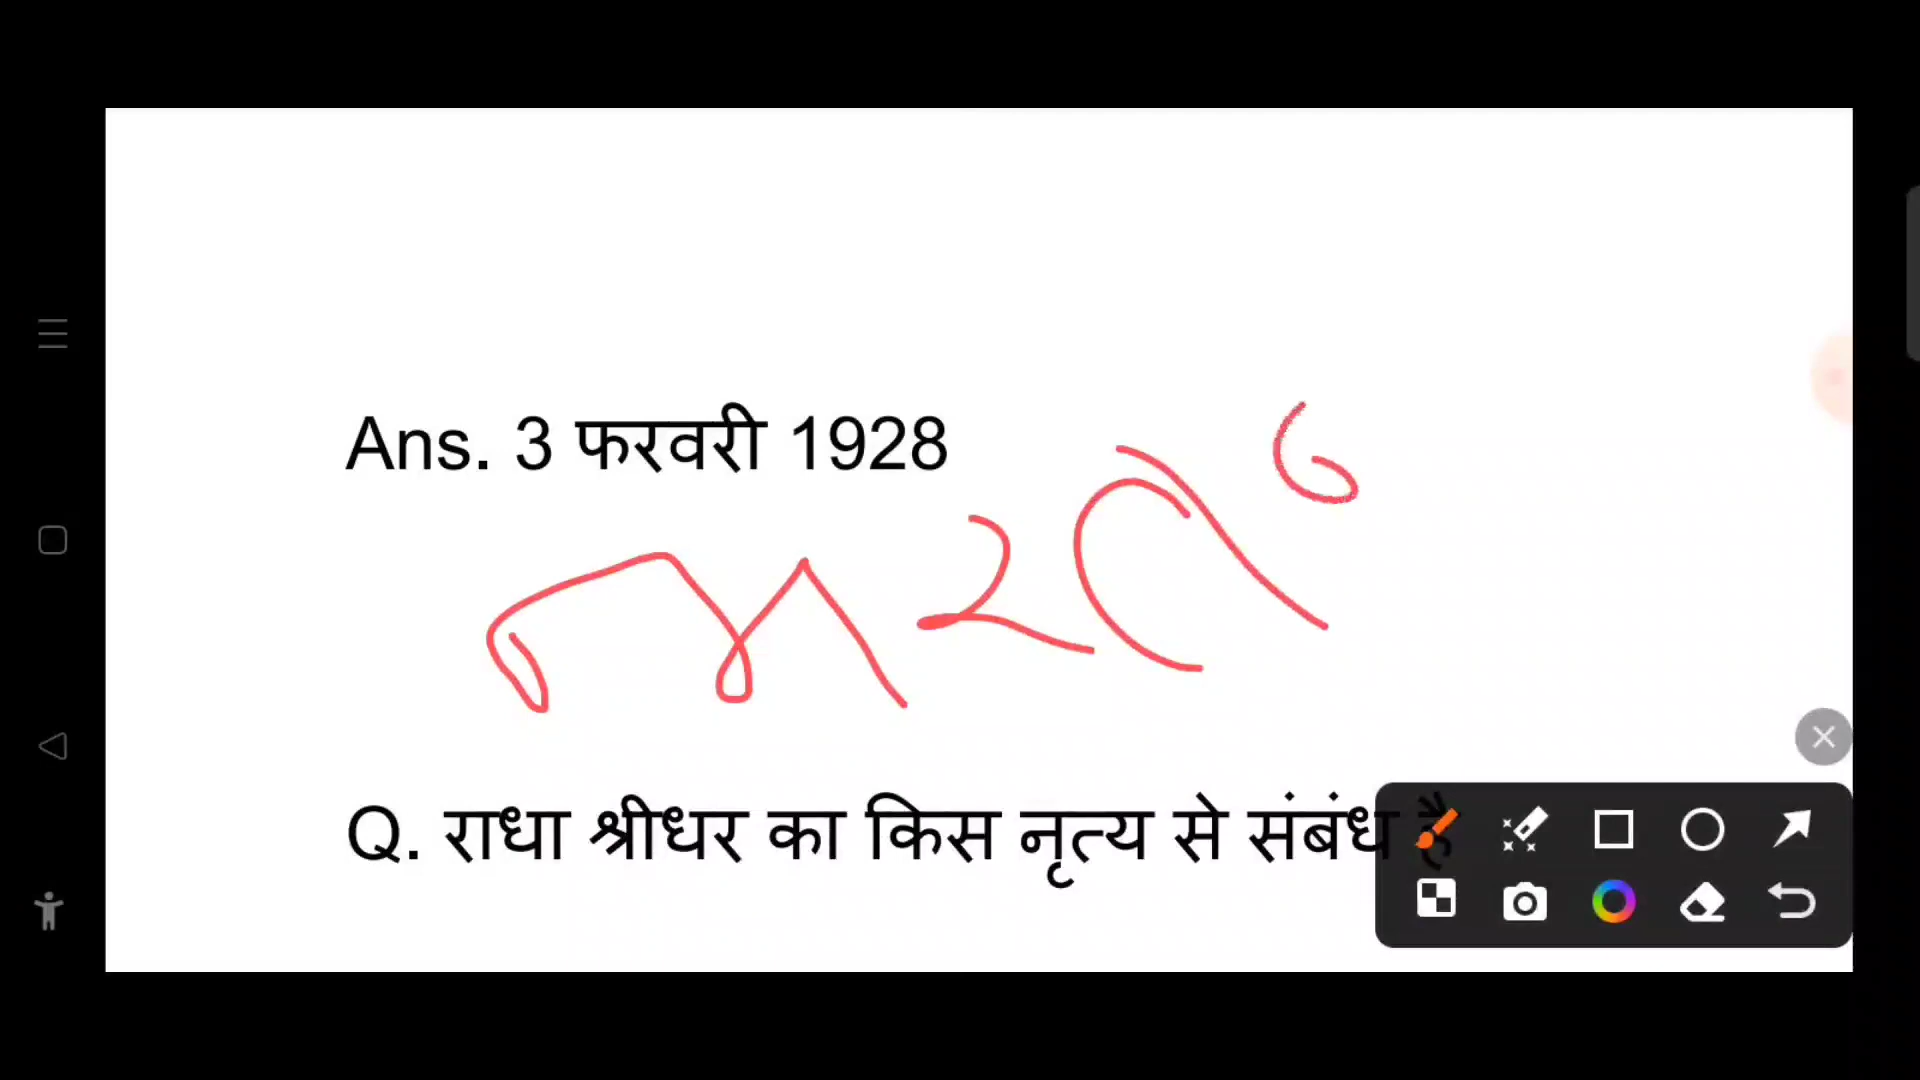 Ans. 3 फरवरी 1928
Q. राधा श्रीधर का किस नृत्य से संबंध है